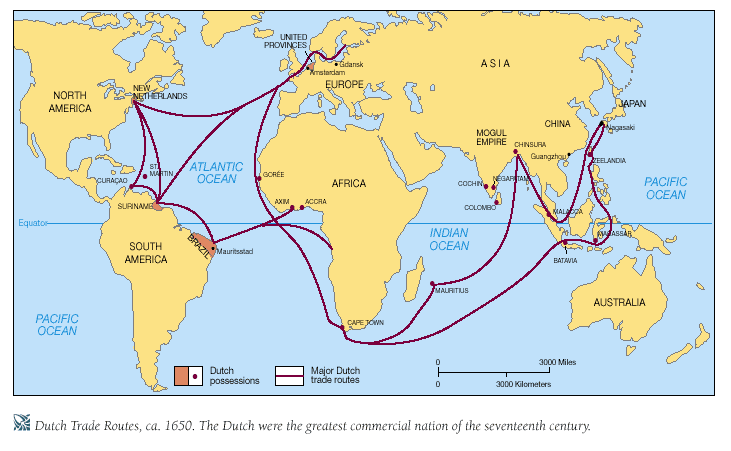 UNITED
PROVINCES
Gdansk
Amsterdam
EUROPE
ASIA
NORTH
AMERICA
NEW
NETHERLANDS
JAPAN
Nagasaki
CHINA
MOGUL
EMPIRE
CHINSURA
Guangzhou
ZEELANDIA
ST.
MARTIN
ATLANTIC
OCEAN
CURAÇAO
GORÉE
AFRICA
COCHIN
NEGAPATAM
PACIFIC
OCEAN
SURINAME
AXIM
ACCRA
COLOMBO
MALACCA
Equator
INDIAN
OCEAN
MACASSAR
BRAZIL
Mauritsstad
SOUTH
AMERICA
BATAVIA
MAURITIUS
AUSTRALIA
PACIFIC
OCEAN
CAPE TOWN
Dutch
possessions
Major Dutch
trade routes
0
3000 Miles
0
3000 Kilometers
Dutch Trade Routes, ca. 1650. The Dutch were the greatest commercial nation of the seventeenth century.